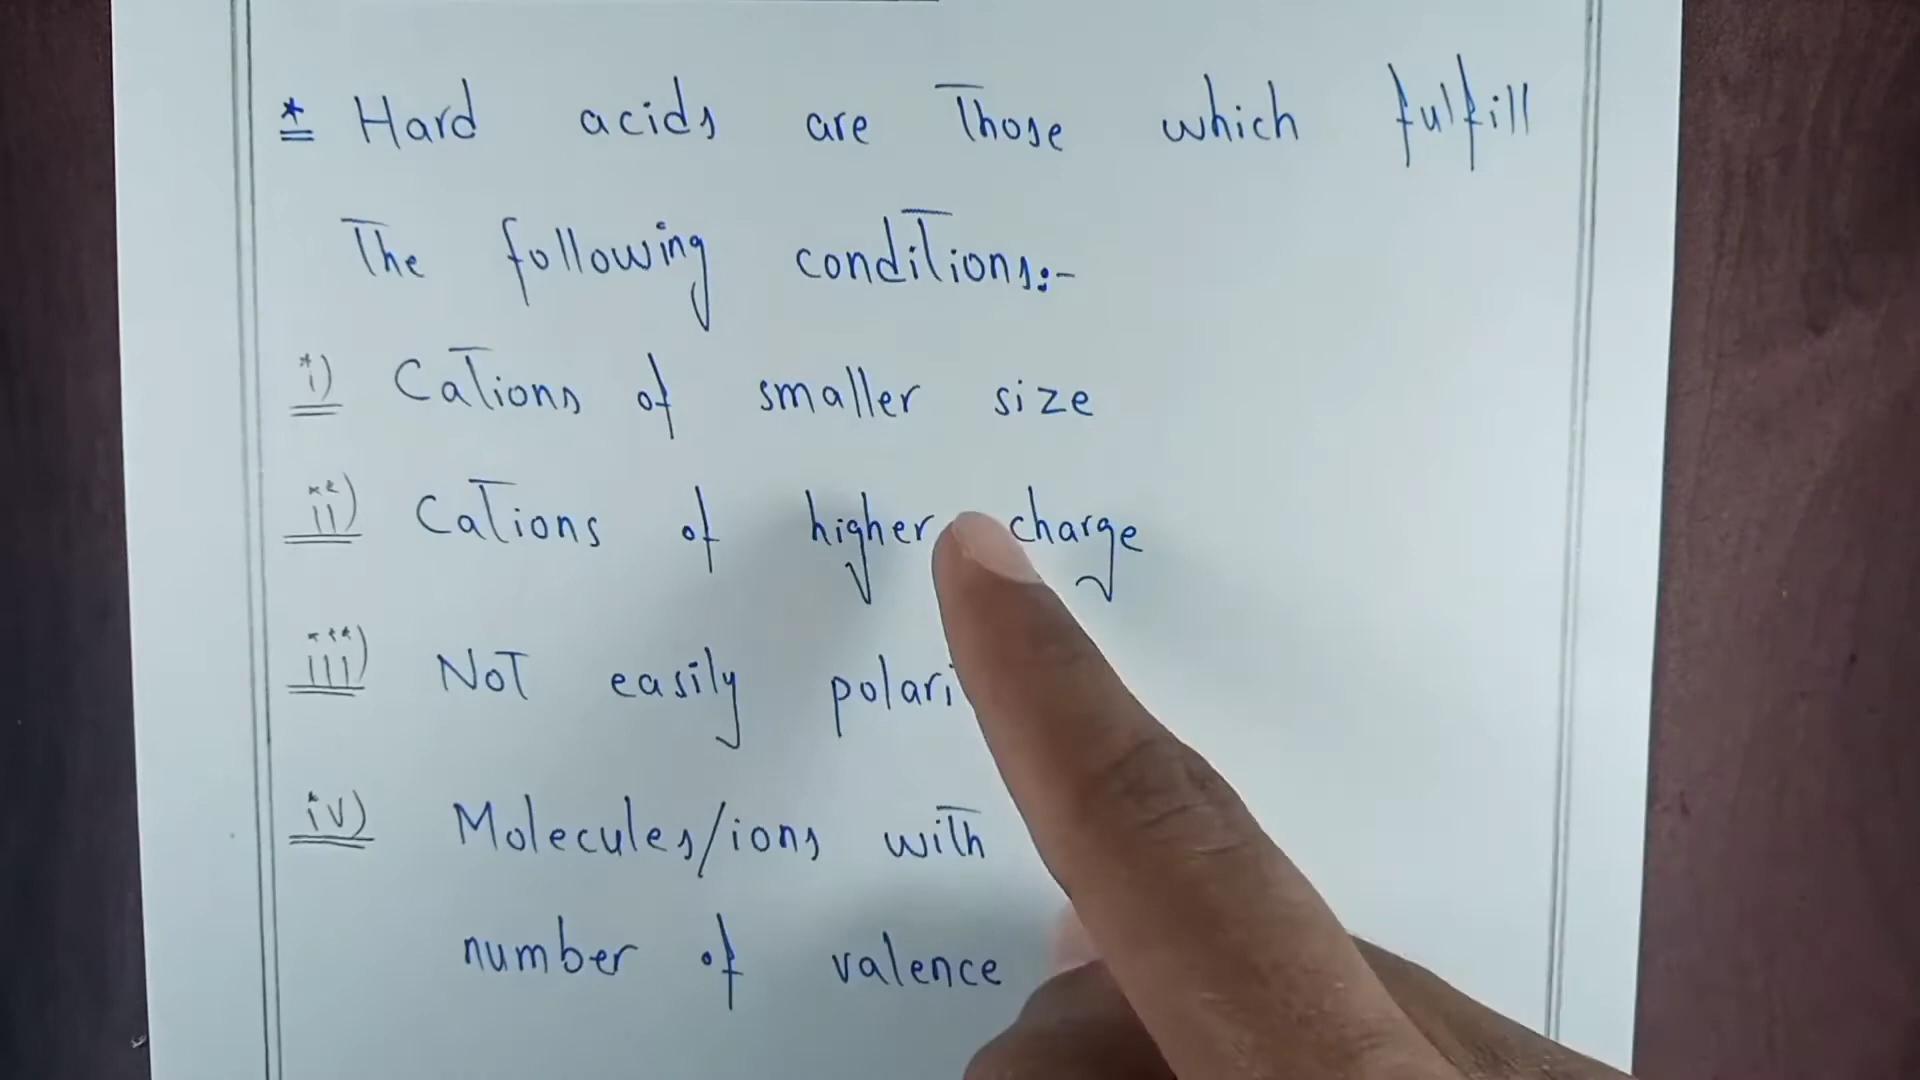 * Hard acids are Those which fulfill
The following conditions:-
i) Cations of smaller size
ii) Cations of higher charge
iii) Not easily
iv) Molecules/ions with
number of valence